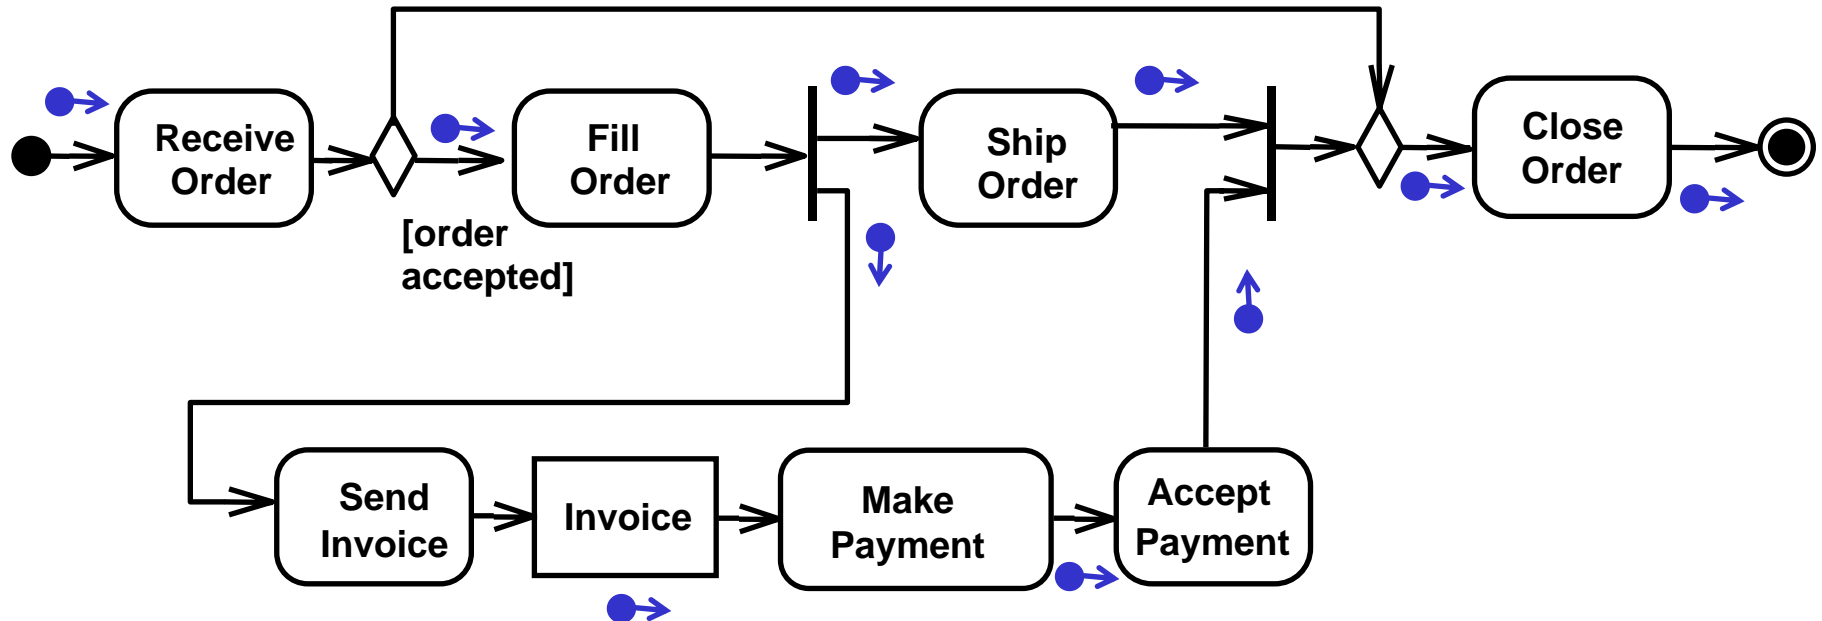 Receive
Order
Fill
Order
[order
accepted]
Ship
Order
Close
Order
Send
Invoice
Invoice
Make
Payment
Accept
Payment